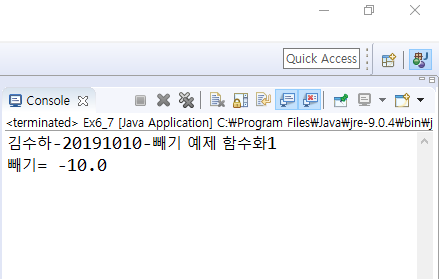 Quick Access
Console
<terminated> Ex6_7 [Java Application] C:₩Program Files₩Java₩jre-9.0.4₩bin₩j
김수하-20191010-빼기 예제 함수화1
빼기= -10.0